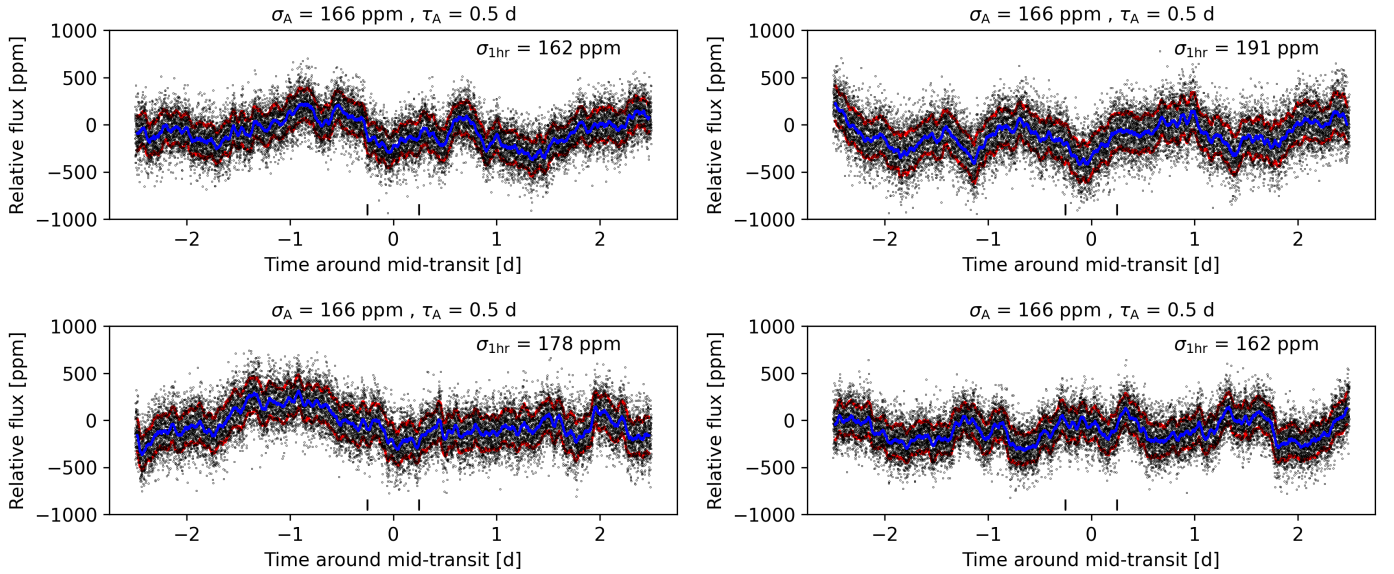 σA = 166 ppm , τA = 0.5 d
σ1hr = 162 ppm
Relative flux [ppm]
1000
500
0
−500
−1000
−2 −1 0 1 2
Time around mid-transit [d]
σA = 166 ppm , τA = 0.5 d
σ1hr = 191 ppm
Relative flux [ppm]
1000
500
0
−500
−1000
−2 −1 0 1 2
Time around mid-transit [d]
σA = 166 ppm , τA = 0.5 d
σ1hr = 178 ppm
Relative flux [ppm]
1000
500
0
−500
−1000
−2 −1 0 1 2
Time around mid-transit [d]
σA = 166 ppm , τA = 0.5 d
σ1hr = 162 ppm
Relative flux [ppm]
1000
500
0
−500
−1000
−2 −1 0 1 2
Time around mid-transit [d]